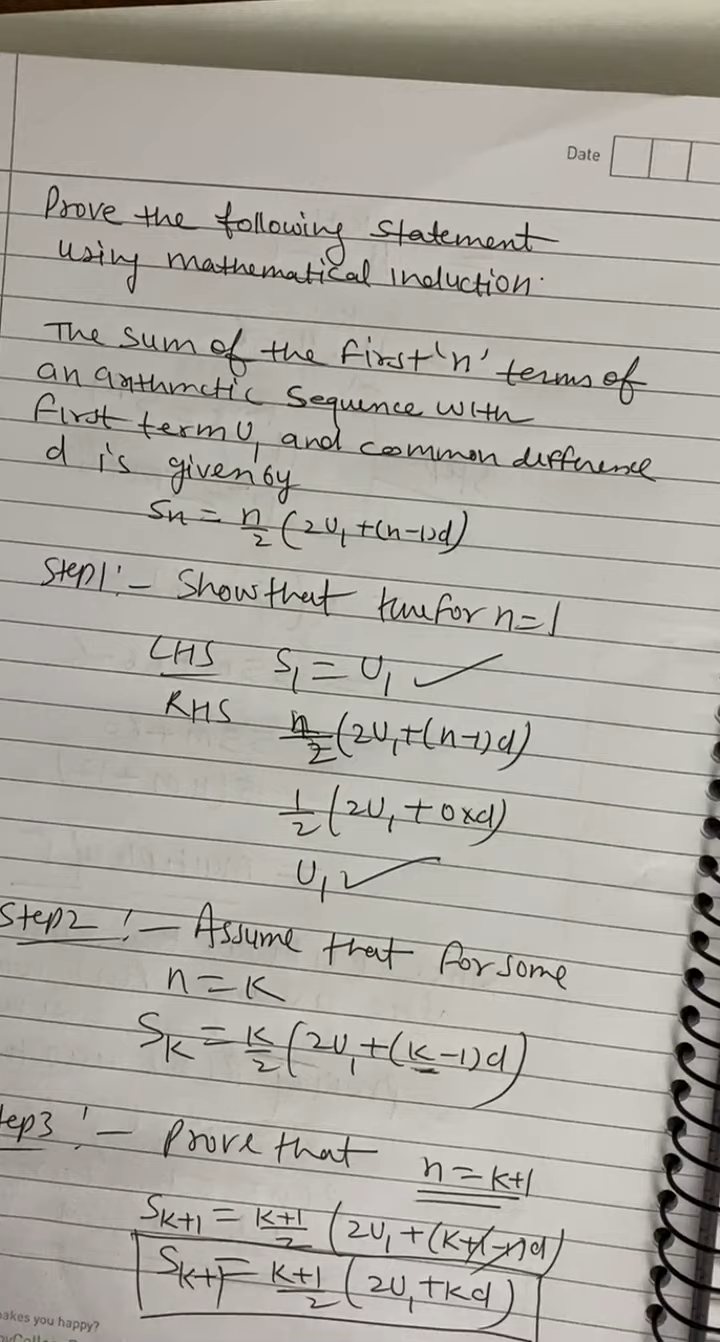 Date
Prove the following statement
using mathematical induction.
The sum of the first 'n' terms of
an arithmetic sequence with
first term U₁ and common difference
d is given by
Sn = n/2 (2U₁ + (n-1)d)
Step1:- Show that true for n=1
LHS S₁ = U₁ ✓
RHS n/2 (2U₁ + (n-1)d)
1/2 (2U₁ + 0xd)
U₁ ✓
Step2 :- Assume that for some
n = K
SK = K/2 (2U₁ + (K-1)d)
tep3 :- Prove that n = k+1
SK+1 = K+1/2 (2U₁ + (K+1-1)d)
SK+1 = K+1/2 (2U₁ + Kd)
akes you happy?